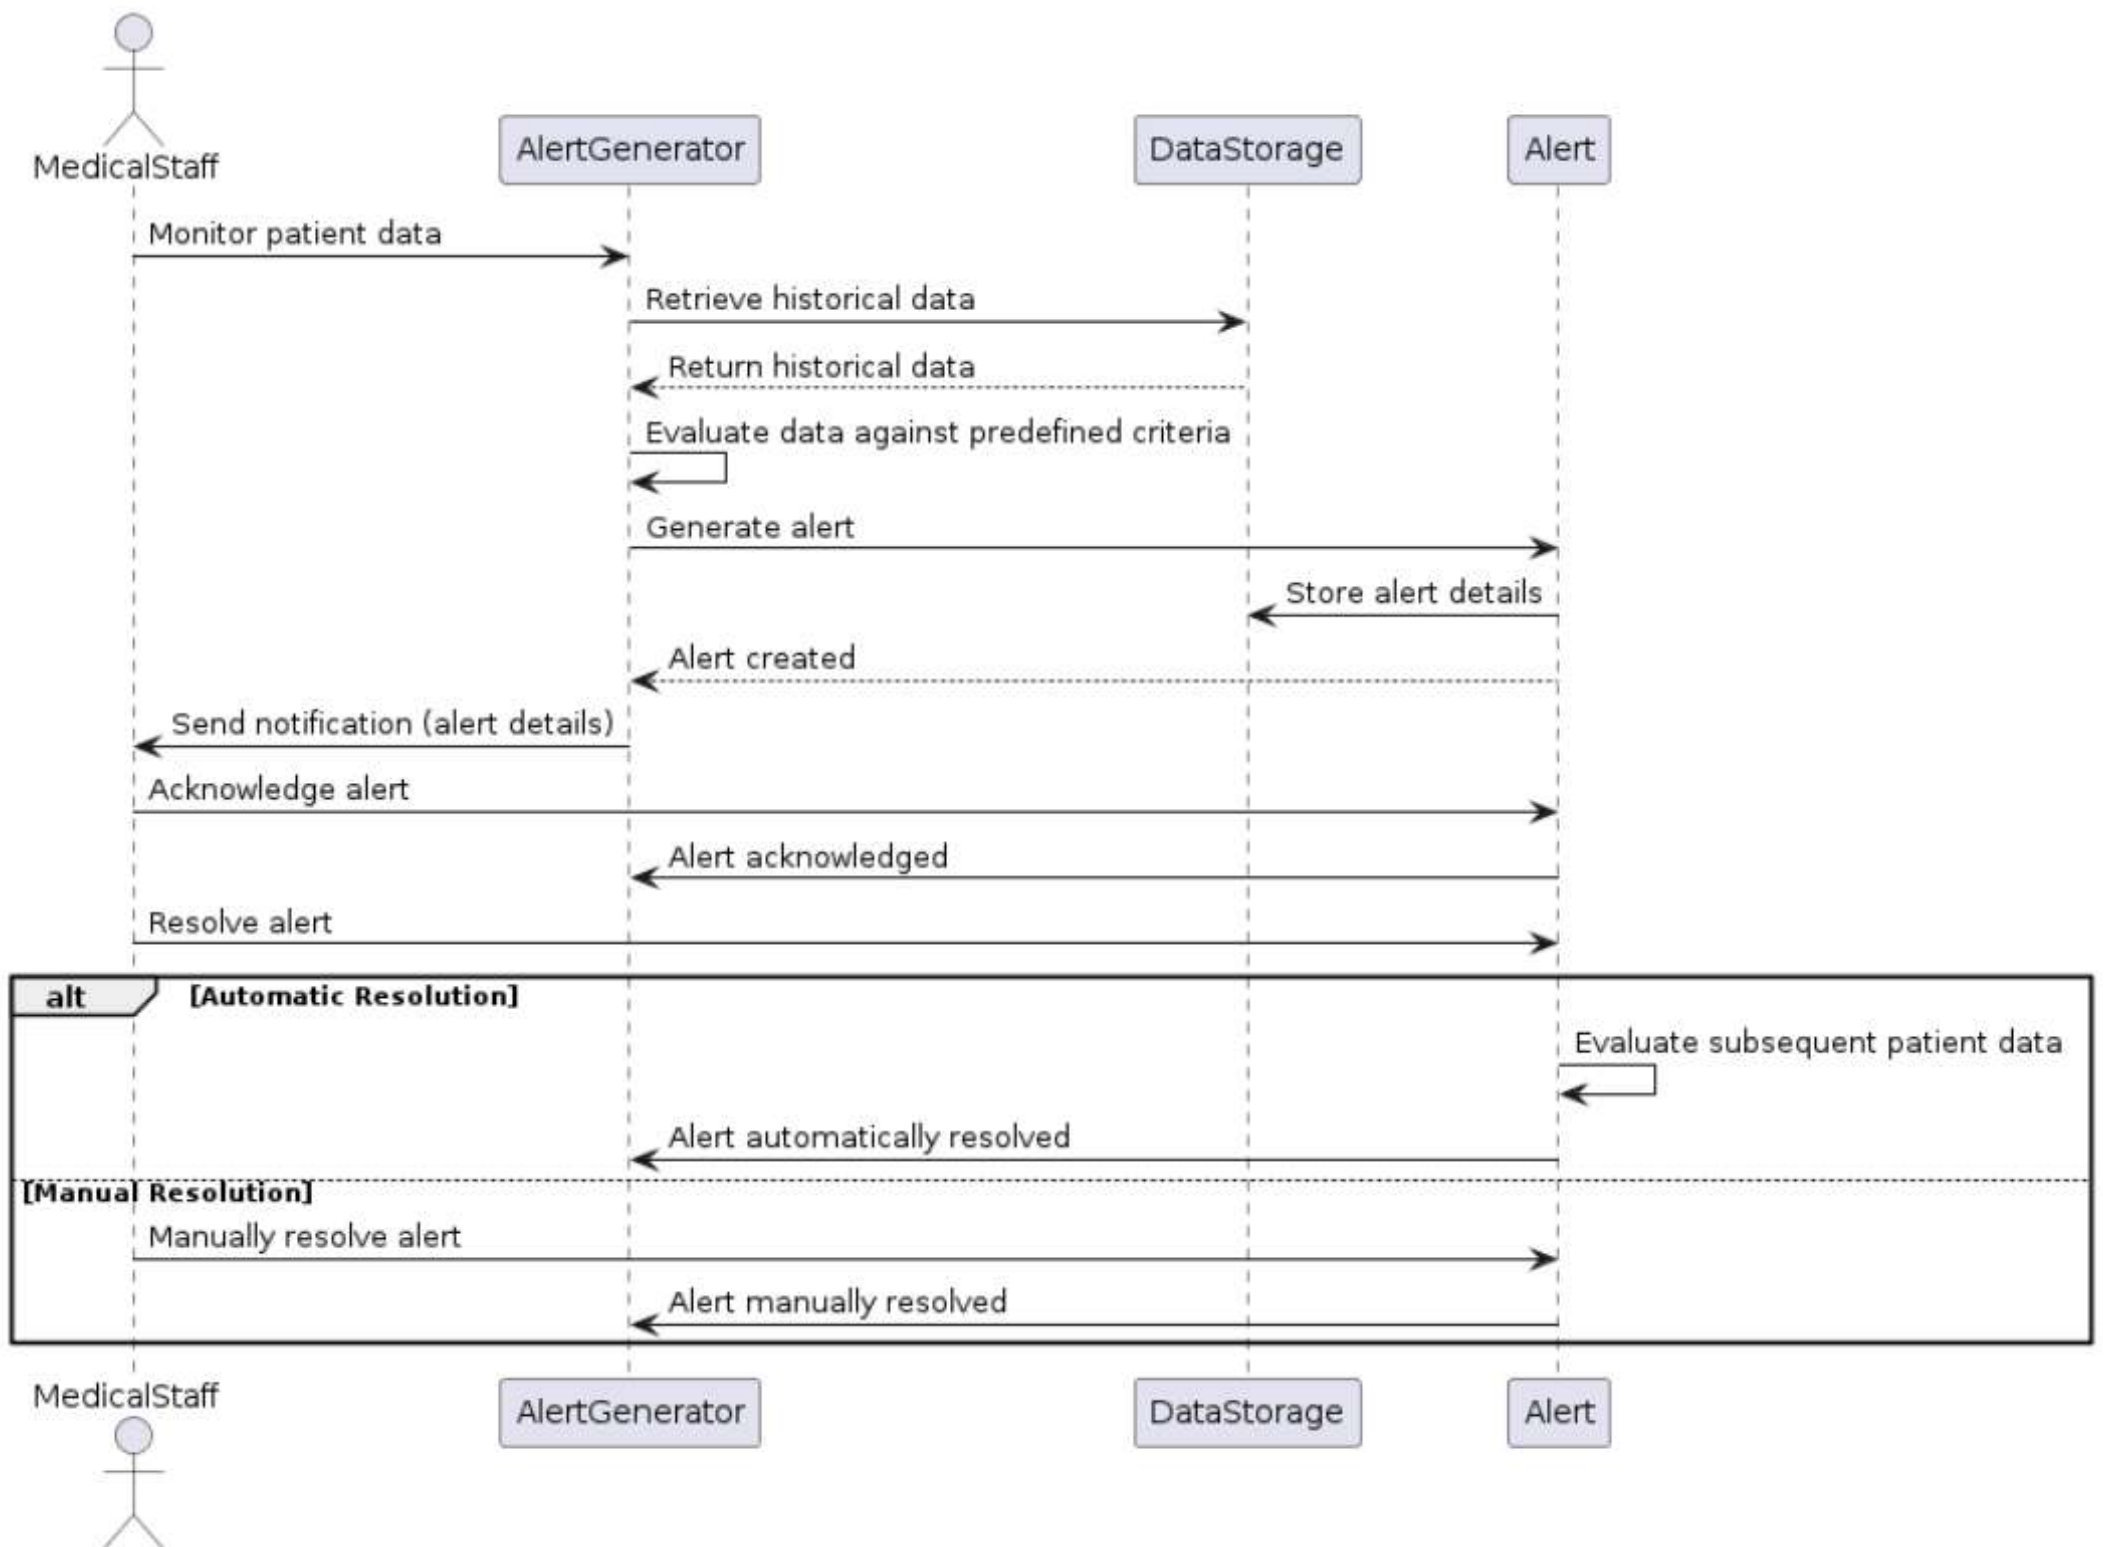 MedicalStaff
AlertGenerator
DataStorage
Alert
Monitor patient data
Retrieve historical data
Return historical data
Evaluate data against predefined criteria
Generate alert
Store alert details
Alert created
Send notification (alert details)
Acknowledge alert
Alert acknowledged
Resolve alert
alt
[Automatic Resolution]
Evaluate subsequent patient data
Alert automatically resolved
[Manual Resolution]
Manually resolve alert
Alert manually resolved
MedicalStaff
AlertGenerator
DataStorage
Alert